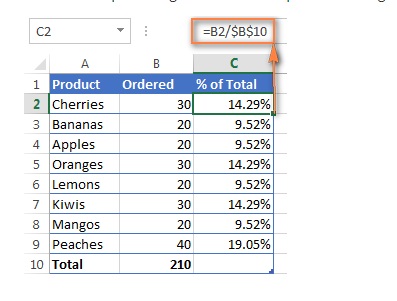 C2 =B2/$B$10
A B C
1 Product Ordered % of Total
2 Cherries 30 14.29%
3 Bananas 20 9.52%
4 Apples 20 9.52%
5 Oranges 30 14.29%
6 Lemons 20 9.52%
7 Kiwis 30 14.29%
8 Mangos 20 9.52%
9 Peaches 40 19.05%
10 Total 210